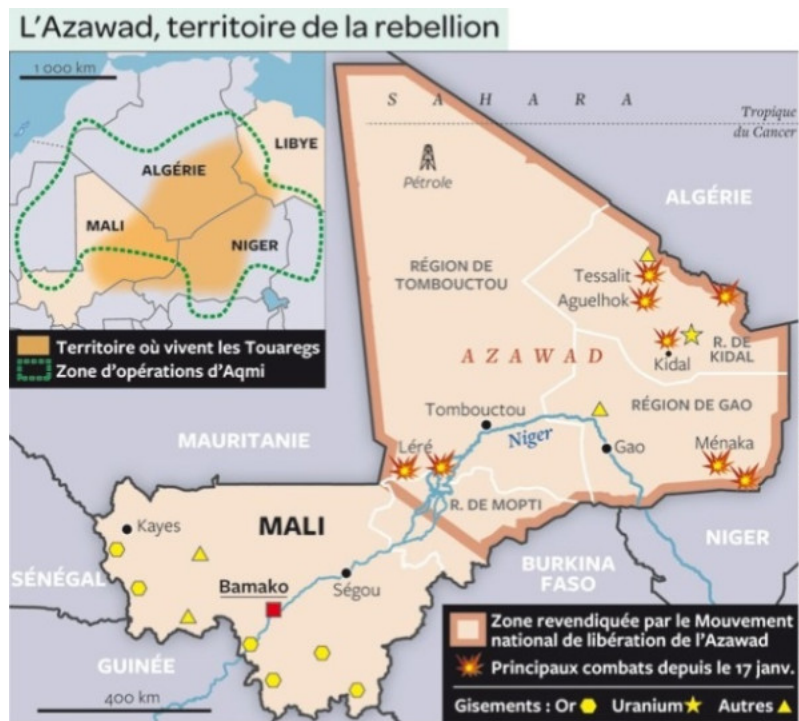 L'Azawad, territoire de la rebellion
1 000 km
ALGÉRIE
LIBYE
MALI
NIGER
Territoire où vivent les Touaregs
Zone d'opérations d'Aqmi
SAHARA
Tropique
du Cancer
Pétrole
ALGÉRIE
RÉGION DE
TOMBOUCTOU
Tessalit
Aguelhok
R. DE
KIDAL
Kidal
AZAWAD
RÉGION DE GAO
Tombouctou
Niger
Gao
Ménaka
Léré
MAURITANIE
R. DE MOPTI
Kayes
MALI
NIGER
SÉNÉGAL
BURKINA
FASO
Bamako
Ségou
GUINÉE
400 km
Zone revendiquée par le Mouvement
national de libération de l'Azawad
Principaux combats depuis le 17 janv.
Gisements : Or Uranium Autres